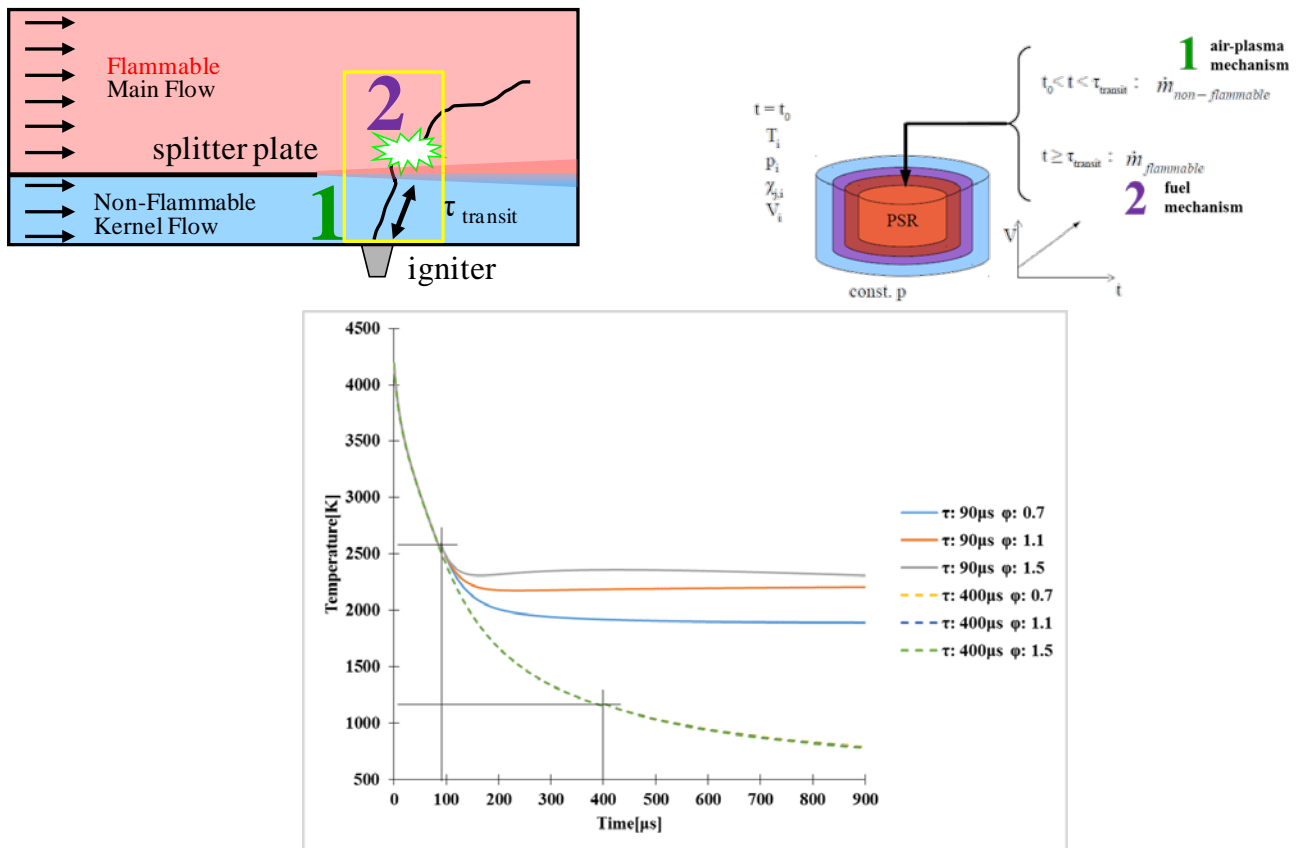 Flammable
Main Flow
2
splitter plate
Non-Flammable
Kernel Flow
1
τ transit
igniter
1 air-plasma
mechanism
t₀< t < τtransit : ṁnon−flammable
t = t₀
Tᵢ
pᵢ
χj,i
Vᵢ
t ≥ τtransit : ṁflammable
2 fuel
mechanism
PSR
V
t
const. p
4500
4000
3500
3000
2500
2000
1500
1000
500
Temperature[K]
0 100 200 300 400 500 600 700 800 900
Time[µs]
τ: 90µs φ: 0.7
τ: 90µs φ: 1.1
τ: 90µs φ: 1.5
τ: 400µs φ: 0.7
τ: 400µs φ: 1.1
τ: 400µs φ: 1.5